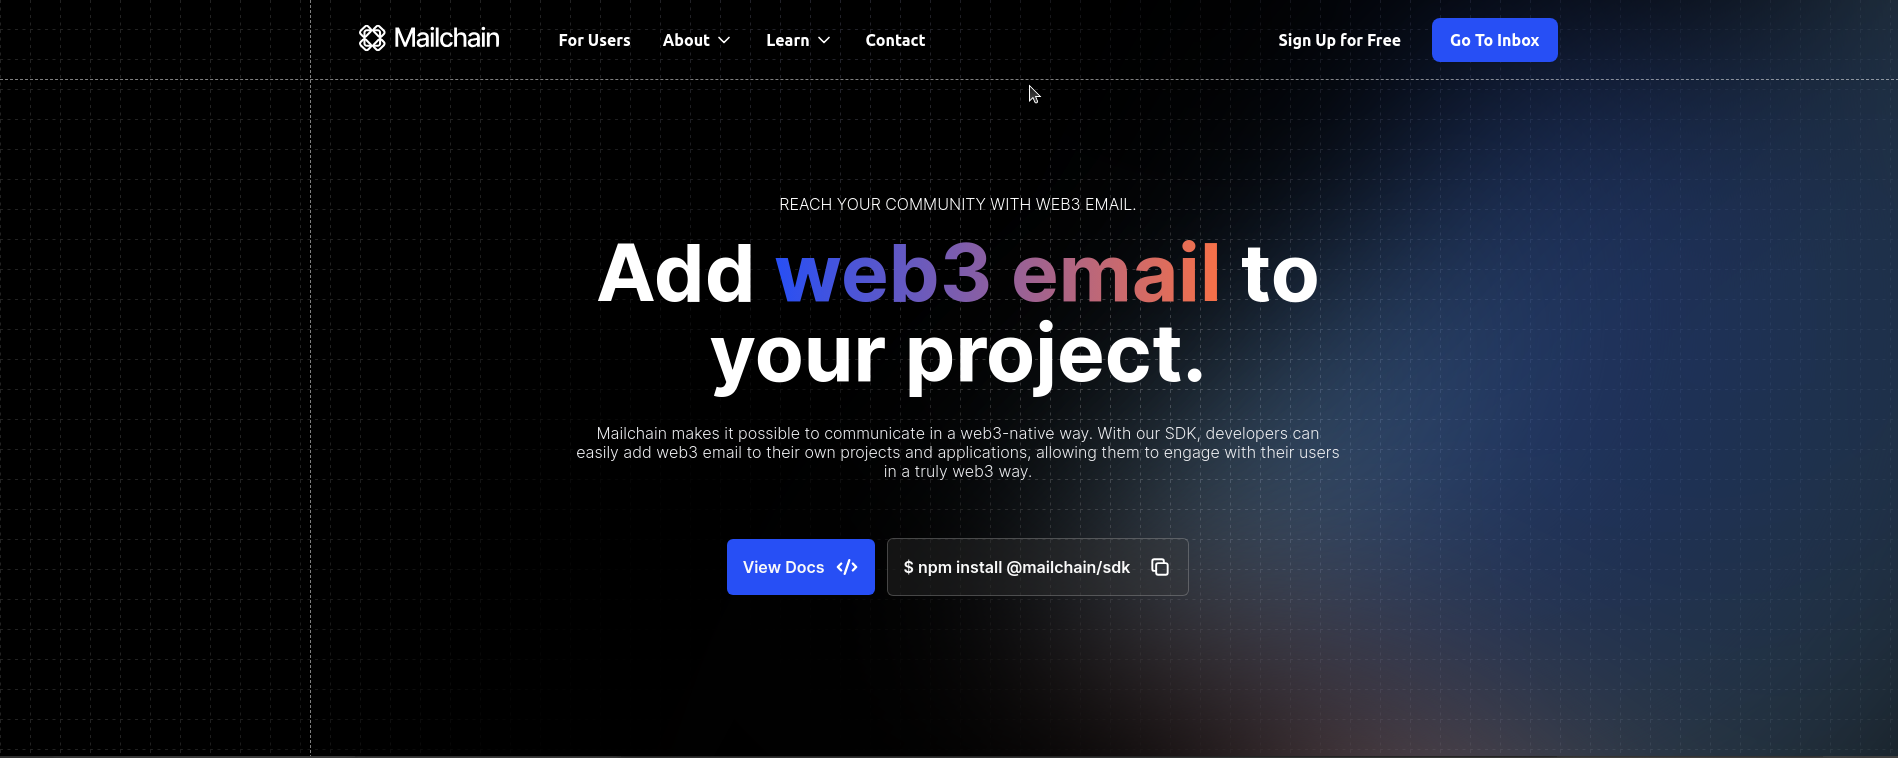 Mailchain
For Users
About
Learn
Contact
Sign Up for Free
Go To Inbox
REACH YOUR COMMUNITY WITH WEB3 EMAIL.
Add web3 email to
your project.
Mailchain makes it possible to communicate in a web3-native way. With our SDK, developers can
easily add web3 email to their own projects and applications, allowing them to engage with their users
in a truly web3 way.
View Docs </>
$ npm install @mailchain/sdk